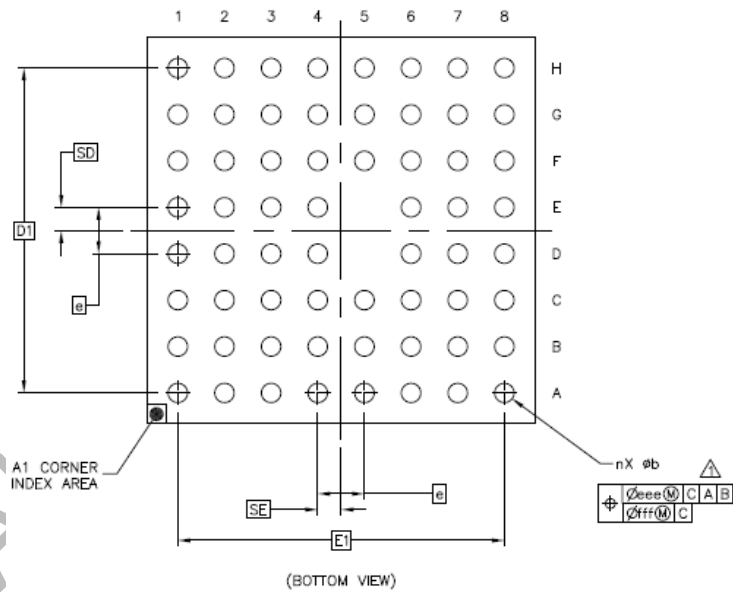 1 2 3 4 5 6 7 8
H
G
F
SD
E
D1
D
e
C
B
A
A1 CORNER
INDEX AREA
nX øb
1
e
Øeee Ⓜ C A B
Øfff Ⓜ C
SE
E1
(BOTTOM VIEW)